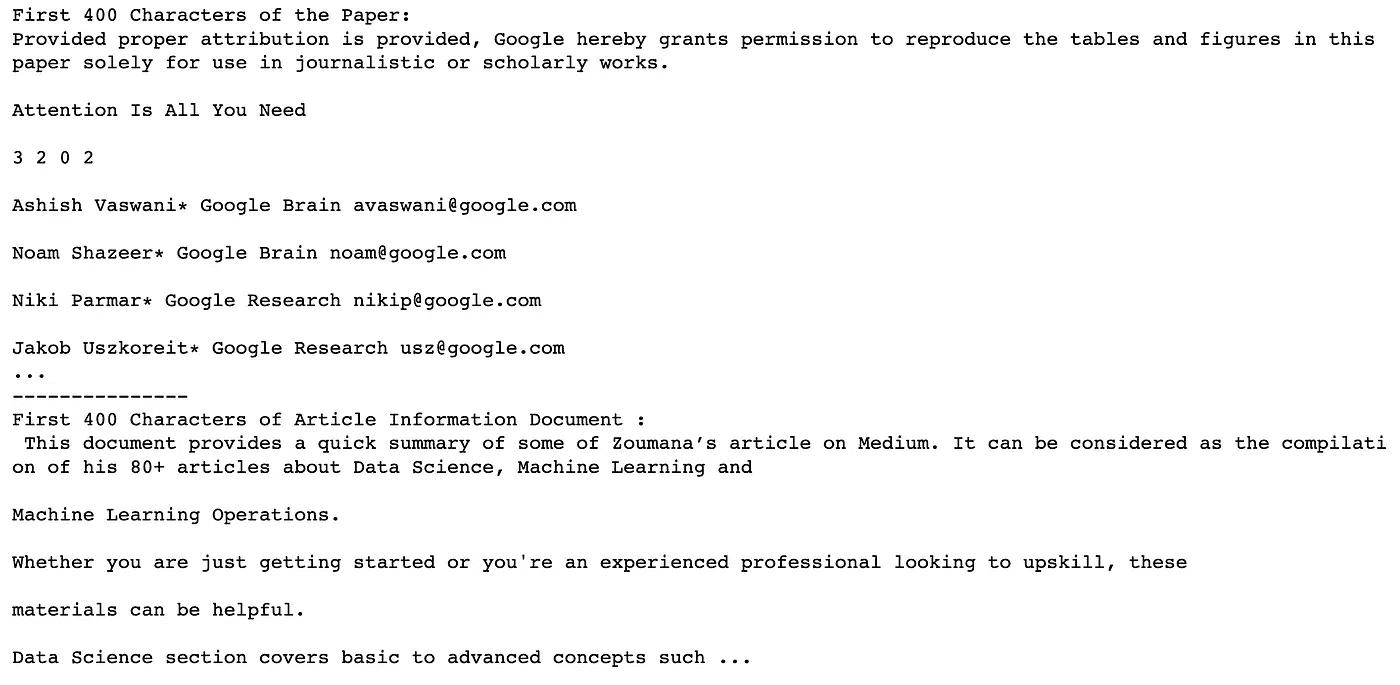 First 400 Characters of the Paper:
Provided proper attribution is provided, Google hereby grants permission to reproduce the tables and figures in this
paper solely for use in journalistic or scholarly works.
Attention Is All You Need
3 2 0 2
Ashish Vaswani* Google Brain avaswani@google.com
Noam Shazeer* Google Brain noam@google.com
Niki Parmar* Google Research nikip@google.com
Jakob Uszkoreit* Google Research usz@google.com
...
---------------
First 400 Characters of Article Information Document :
This document provides a quick summary of some of Zoumana’s article on Medium. It can be considered as the compilati
on of his 80+ articles about Data Science, Machine Learning and
Machine Learning Operations.
Whether you are just getting started or you're an experienced professional looking to upskill, these
materials can be helpful.
Data Science section covers basic to advanced concepts such ...